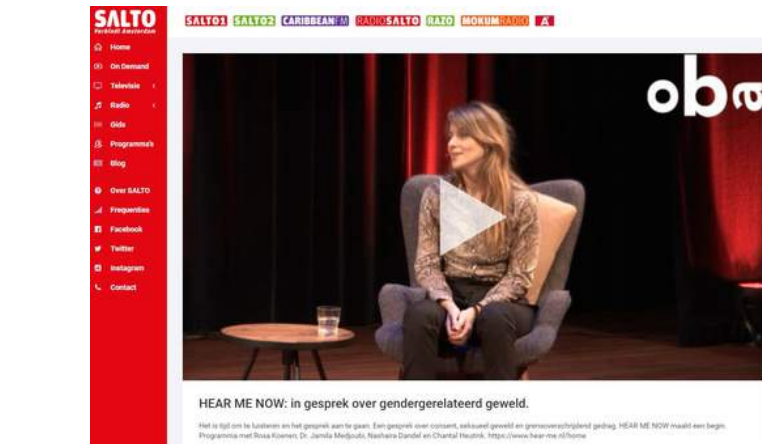 SALTO
Verbindt Amsterdam
Home
On Demand
Televisie
Radio
Gids
Programma's
Blog
Over SALTO
Frequenties
Facebook
Twitter
Instagram
Contact
SALTO1 SALTO2 CARIBBEANFM RADIOSALTO RAZO MOKUMRADIO
oba
HEAR ME NOW: in gesprek over gendergerelateerd geweld.
Het is tijd om te luisteren en het gesprek aan te gaan. Een gesprek over consent, seksueel geweld en grensoverschrijdend gedrag. HEAR ME NOW maakt een begin.
Programma met Rosa Koenen, Dr. Jamila Medjoubi, Nashaira Dandel en Chantal Heutink. https://www.hear-me.nl/home